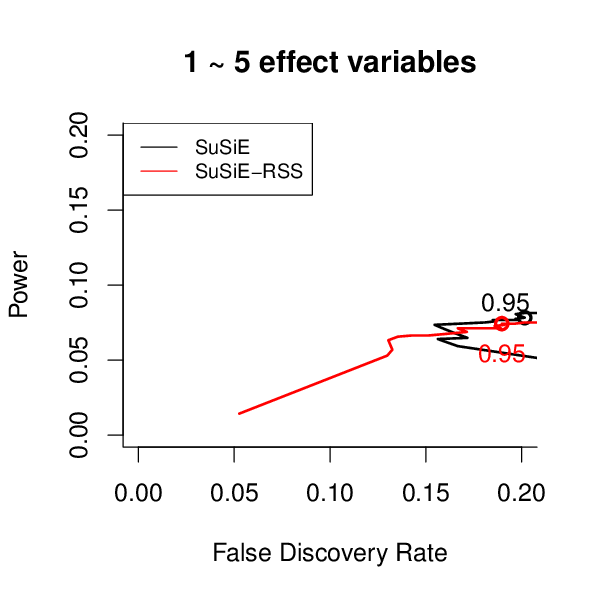 1 ~ 5 effect variables
SuSiE
SuSiE−RSS
Power
0.20
0.15
0.10
0.05
0.00
0.95
0.95
0.00 0.05 0.10 0.15 0.20
False Discovery Rate